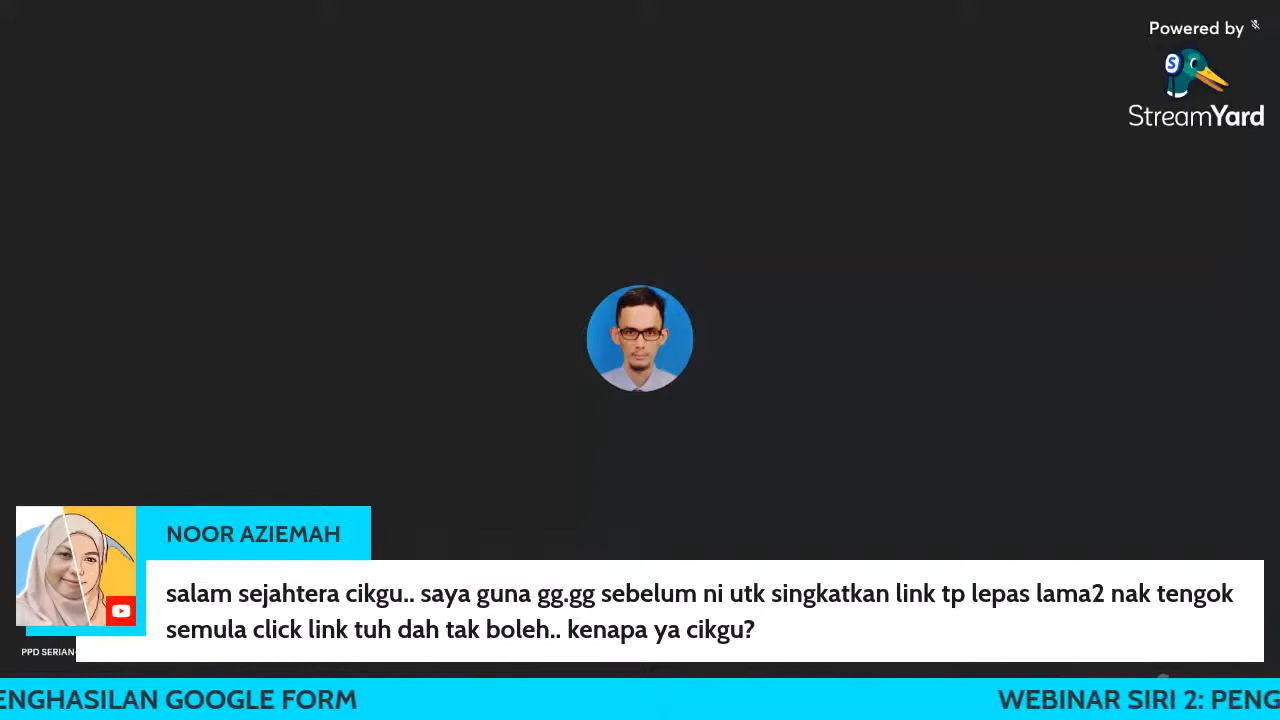 Powered by
StreamYard
NOOR AZIEMAH
salam sejahtera cikgu.. saya guna gg.gg sebelum ni utk singkatkan link tp lepas lama2 nak tengok
semula click link tuh dah tak boleh.. kenapa ya cikgu?
PPD SERIAN
ENGHASILAN GOOGLE FORM
WEBINAR SIRI 2: PENG